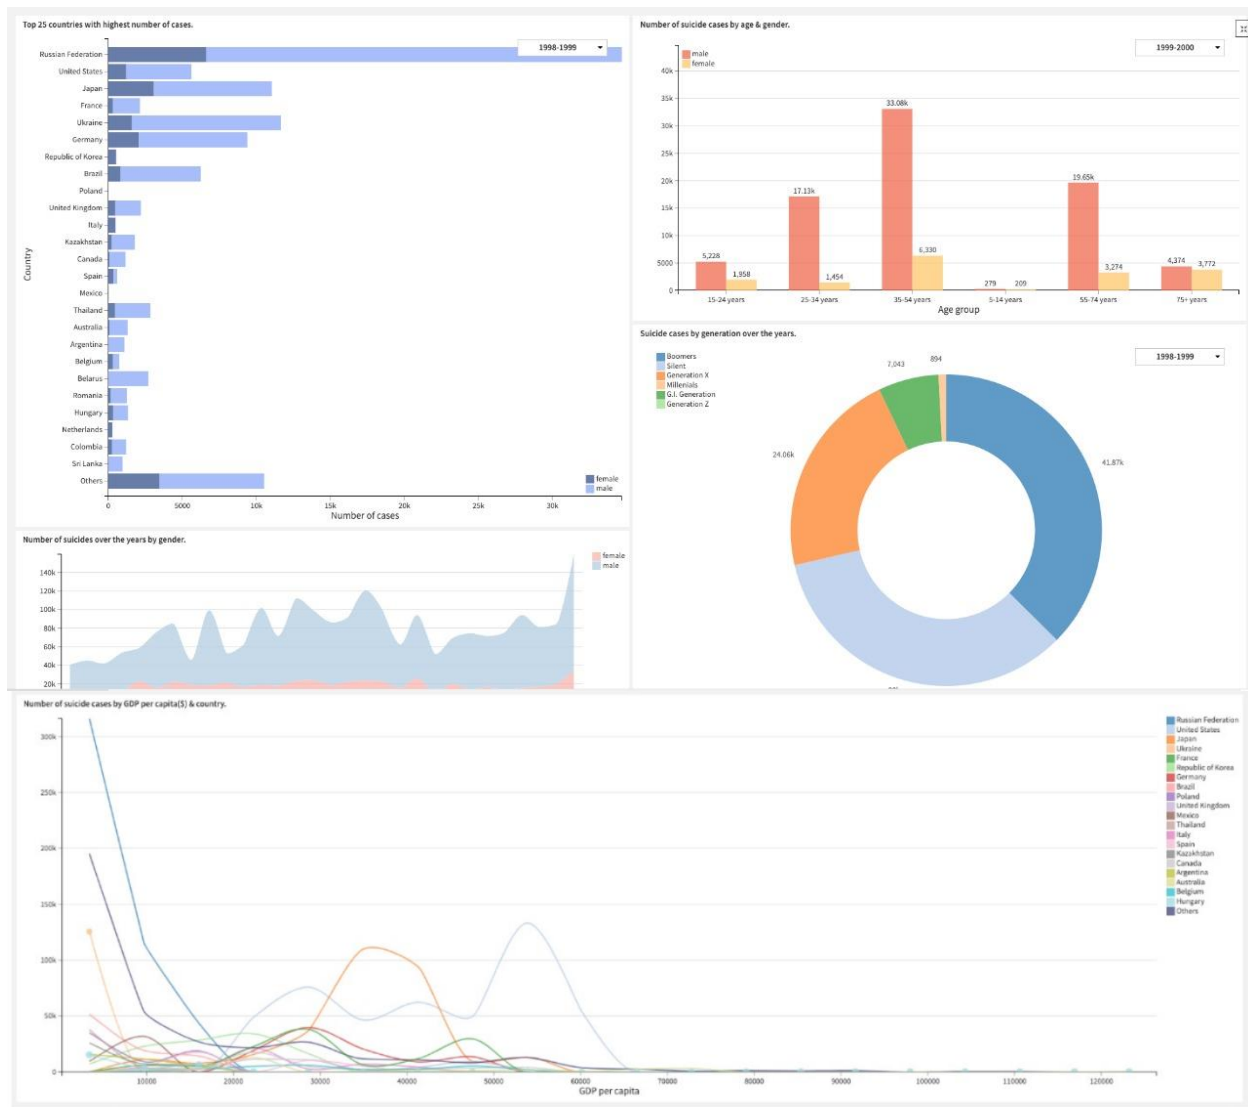 Top 25 countries with highest number of cases.
1998-1999
Russian Federation
United States
Japan
France
Ukraine
Germany
Republic of Korea
Brazil
Poland
United Kingdom
Italy
Kazakhstan
Canada
Spain
Mexico
Thailand
Australia
Argentina
Belgium
Belarus
Romania
Hungary
Netherlands
Colombia
Sri Lanka
Others
Country
female
male
0 5000 10k 15k 20k 25k 30k
Number of cases
Number of suicide cases by age & gender.
1999-2000
male
female
40k
35k
30k
25k
20k
15k
10k
5000
0
5,228
1,958
17.13k
1,454
33.08k
6,330
279
209
19.65k
3,274
4,374
3,772
15-24 years 25-34 years 35-54 years 5-14 years 55-74 years 75+ years
Age group
Suicide cases by generation over the years.
1998-1999
Boomers
Silent
Generation X
Millenials
G.I. Generation
Generation Z
7,043
894
24.06k
41.87k
Number of suicides over the years by gender.
female
male
140k
120k
100k
80k
60k
40k
20k
Number of suicide cases by GDP per capita($) & country.
300k
250k
200k
150k
100k
50k
0
10000 20000 30000 40000 50000 60000 70000 80000 90000 100000 110000 120000
GDP per capita
Russian Federation
United States
Japan
Ukraine
France
Republic of Korea
Germany
Brazil
Poland
United Kingdom
Mexico
Thailand
Italy
Spain
Kazakhstan
Canada
Argentina
Australia
Belgium
Hungary
Others